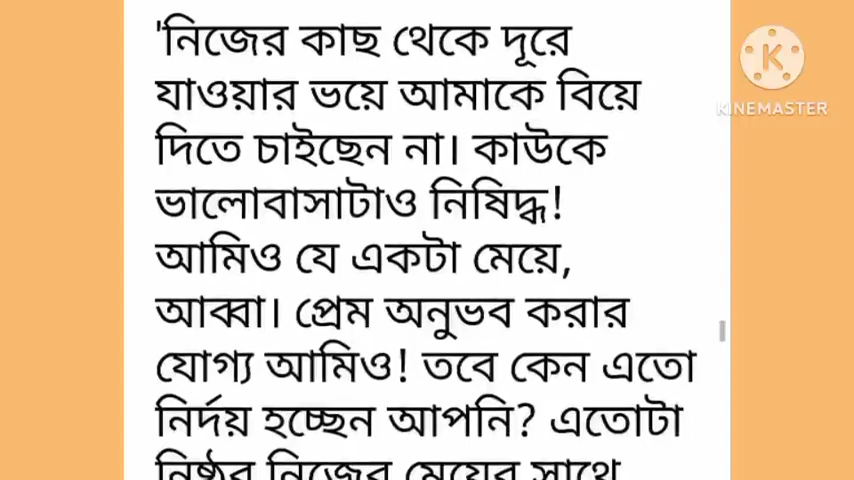 'নিজের কাছ থেকে দূরে
যাওয়ার ভয়ে আমাকে বিয়ে
দিতে চাইছেন না। কাউকে
ভালোবাসাটাও নিষিদ্ধ!
আমিও যে একটা মেয়ে,
আব্বা। প্রেম অনুভব করার
যোগ্য আমিও! তবে কেন এতো
নির্দয় হচ্ছেন আপনি? এতোটা
নিষ্ঠুর নিজের মেয়ের সাথে
K
KINEMASTER